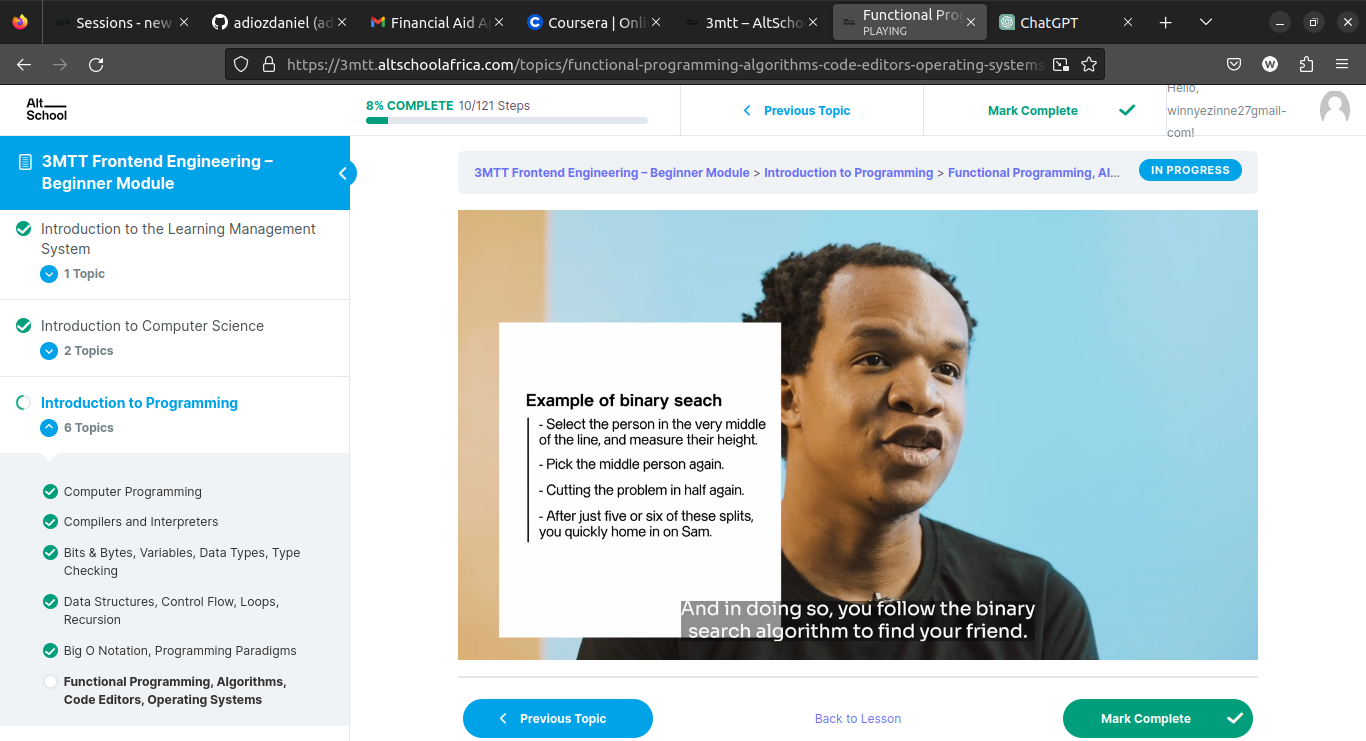 Sessions - new
adiozdaniel (ad
Financial Aid A
Coursera | Onli
3mtt – AltScho
Functional Prog
PLAYING
ChatGPT
https://3mtt.altschoolafrica.com/topics/functional-programming-algorithms-code-editors-operating-systems
W
Alt
School
8% COMPLETE 10/121 Steps
Previous Topic
Mark Complete
Hello,
winnyezinne27gmail-
com!
3MTT Frontend Engineering –
Beginner Module
3MTT Frontend Engineering – Beginner Module > Introduction to Programming > Functional Programming, Al...
IN PROGRESS
Introduction to the Learning Management
System
1 Topic
Introduction to Computer Science
2 Topics
Introduction to Programming
6 Topics
Computer Programming
Compilers and Interpreters
Bits & Bytes, Variables, Data Types, Type
Checking
Data Structures, Control Flow, Loops,
Recursion
Big O Notation, Programming Paradigms
Functional Programming, Algorithms,
Code Editors, Operating Systems
Example of binary seach
- Select the person in the very middle
of the line, and measure their height.
- Pick the middle person again.
- Cutting the problem in half again.
- After just five or six of these splits,
you quickly home in on Sam.
And in doing so, you follow the binary
search algorithm to find your friend.
Previous Topic
Back to Lesson
Mark Complete